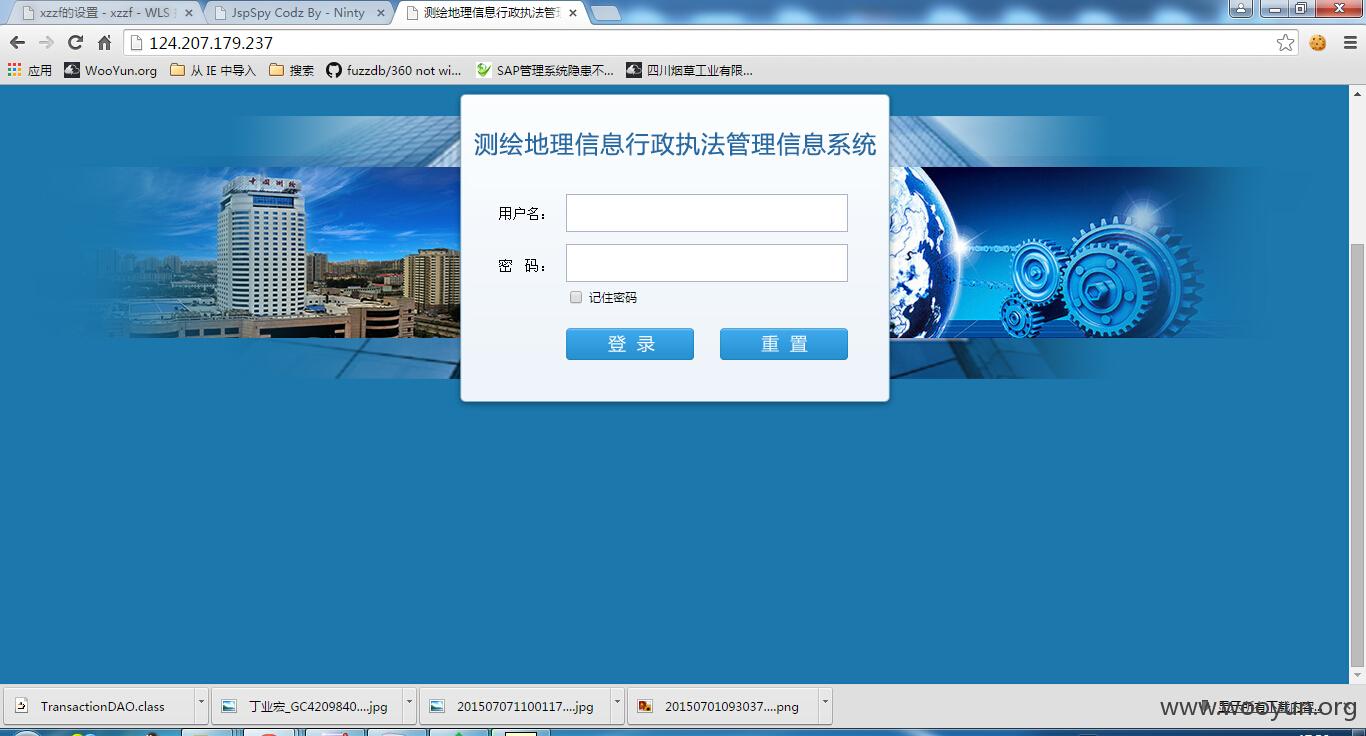 xzzf的设置 - xzzf - WLS
JspSpy Codz By - Ninty
测绘地理信息行政执法管理
124.207.179.237
应用
WooYun.org
从 IE 中导入
搜索
fuzzdb/360 not wi...
SAP管理系统隐患不...
四川烟草工业有限...
中国测绘
测绘地理信息行政执法管理信息系统
用户名：
密 码：
记住密码
登 录
重 置
TransactionDAO.class
丁业宏_GC4209840....jpg
201507071100117....jpg
20150701093037....png
www.wooyun.org